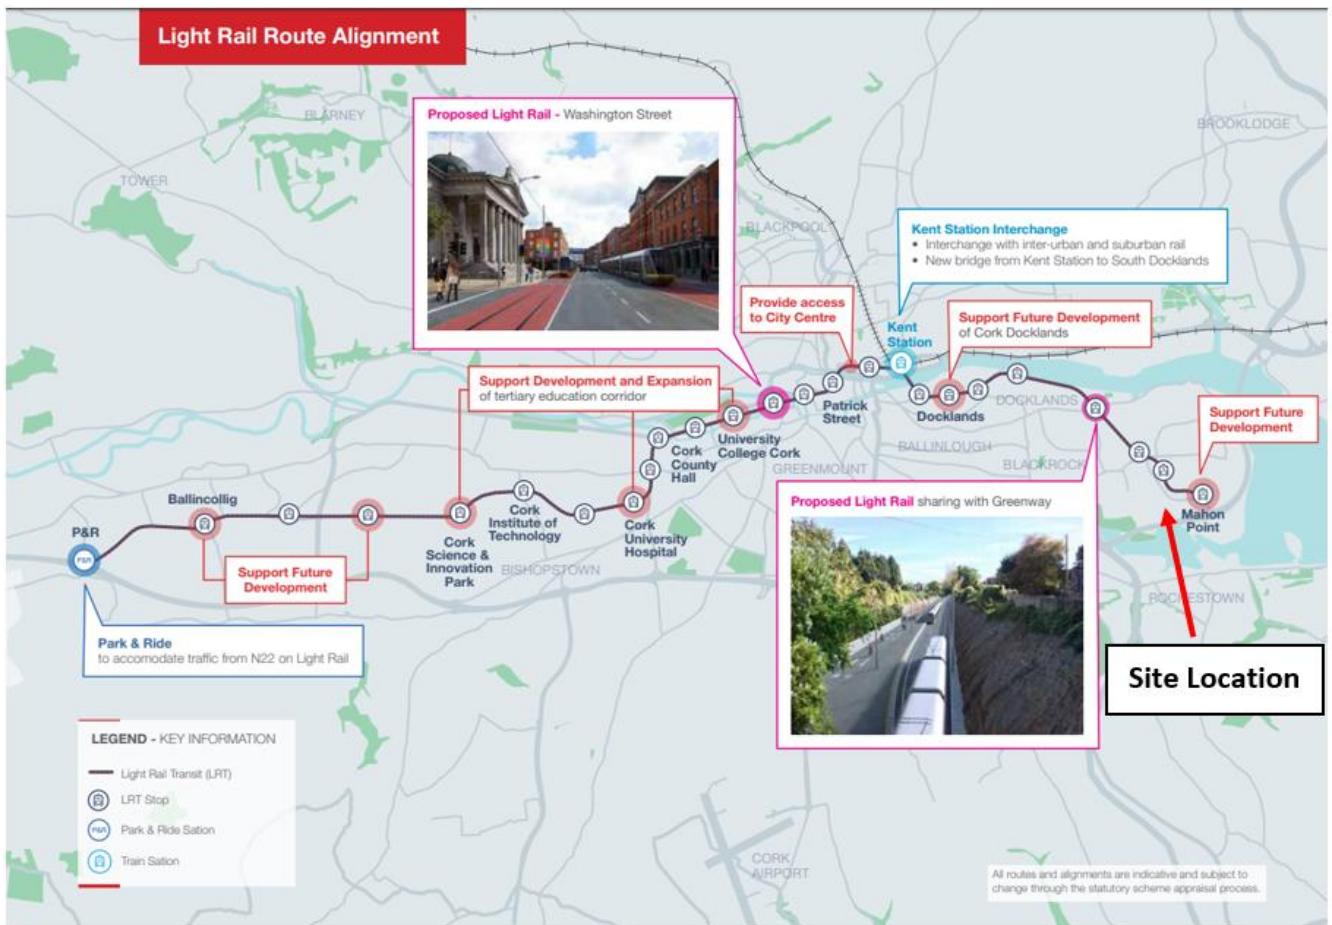 Light Rail Route Alignment
BLARNEY
BROOKLODGE
TOWER
Proposed Light Rail - Washington Street
BLACKPOOL
Kent Station Interchange
• Interchange with inter-urban and suburban rail
• New bridge from Kent Station to South Docklands
Provide access
to City Centre
Kent
Station
Support Future Development
of Cork Docklands
Support Development and Expansion
of tertiary education corridor
Patrick
Street
Docklands
DOCKLANDS
Support Future
Development
University
College Cork
Cork
County
Hall
GREENMOUNT
BALLINLOUGH
BLACKROCK
Ballincollig
P&R
P&R
Cork
Institute of
Technology
Cork
Science &
Innovation
Park
Cork
University
Hospital
BISHOPSTOWN
Mahon
Point
Support Future
Development
Proposed Light Rail sharing with Greenway
ROCHESTOWN
Park & Ride
to accomodate traffic from N22 on Light Rail
Site Location
LEGEND - KEY INFORMATION
Light Rail Transit (LRT)
LRT Stop
P&R
Park & Ride Sation
Train Sation
CORK
AIRPORT
All routes and alignments are indicative and subject to
change through the statutory scheme appraisal process.